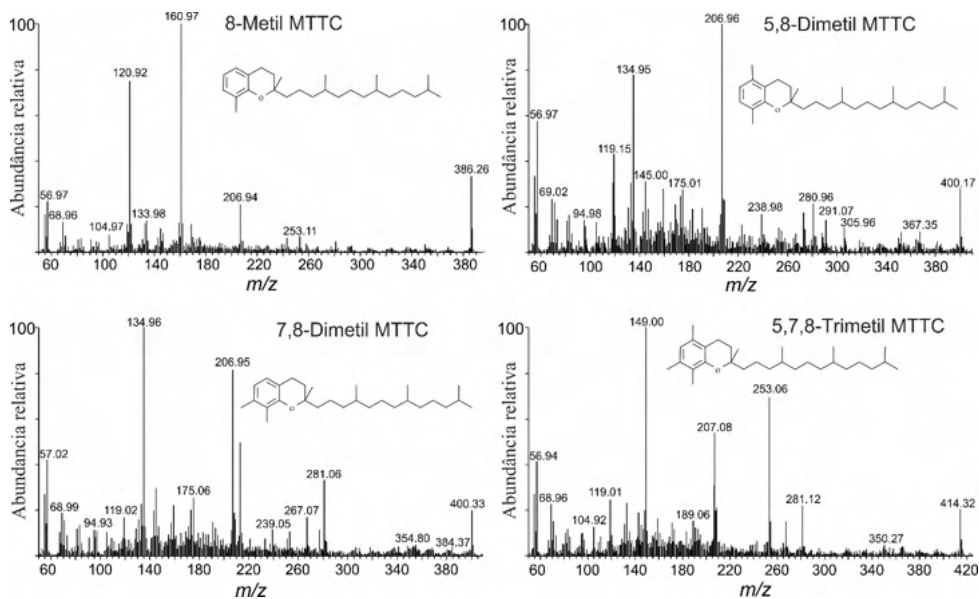 8-Metil MTTC
100
160.97
120.92
386.26
56.97
68.96
104.97
133.98
206.94
253.11
Abundância relativa
60 100 140 180 220 260 300 340 380
m/z
O
5,8-Dimetil MTTC
100
206.96
134.95
56.97
119.15
69.02
145.00
175.01
94.98
238.98
280.96
291.07
305.96
367.35
400.17
Abundância relativa
60 100 140 180 220 260 300 340 400
m/z
O
7,8-Dimetil MTTC
100
134.96
206.95
57.02
68.99
94.93
119.02
175.06
239.05
267.07
281.06
354.80
384.37
400.33
Abundância relativa
60 100 140 180 220 260 300 340 400
m/z
O
5,7,8-Trimetil MTTC
100
149.00
253.06
207.08
56.94
68.96
104.92
119.01
189.06
281.12
350.27
414.32
Abundância relativa
60 100 140 180 220 260 300 340 380 420
m/z
O